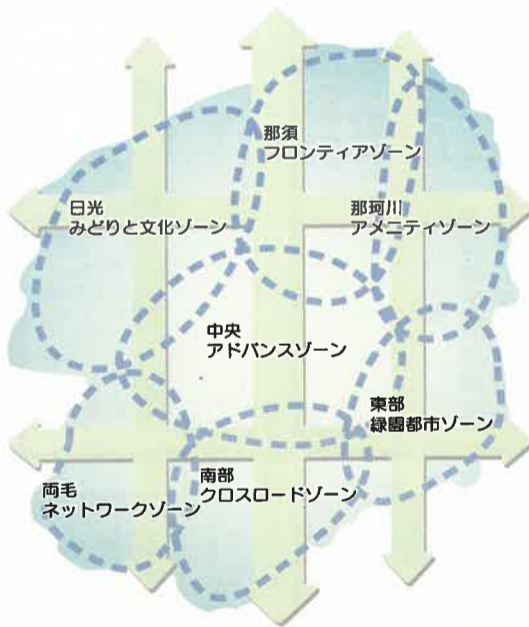 那須
フロンティアゾーン
日光
みどりと文化ゾーン
那珂川
アメニティゾーン
中央
アドバンスゾーン
東部
緑園都市ゾーン
両毛
ネットワークゾーン
南部
クロスロードゾーン